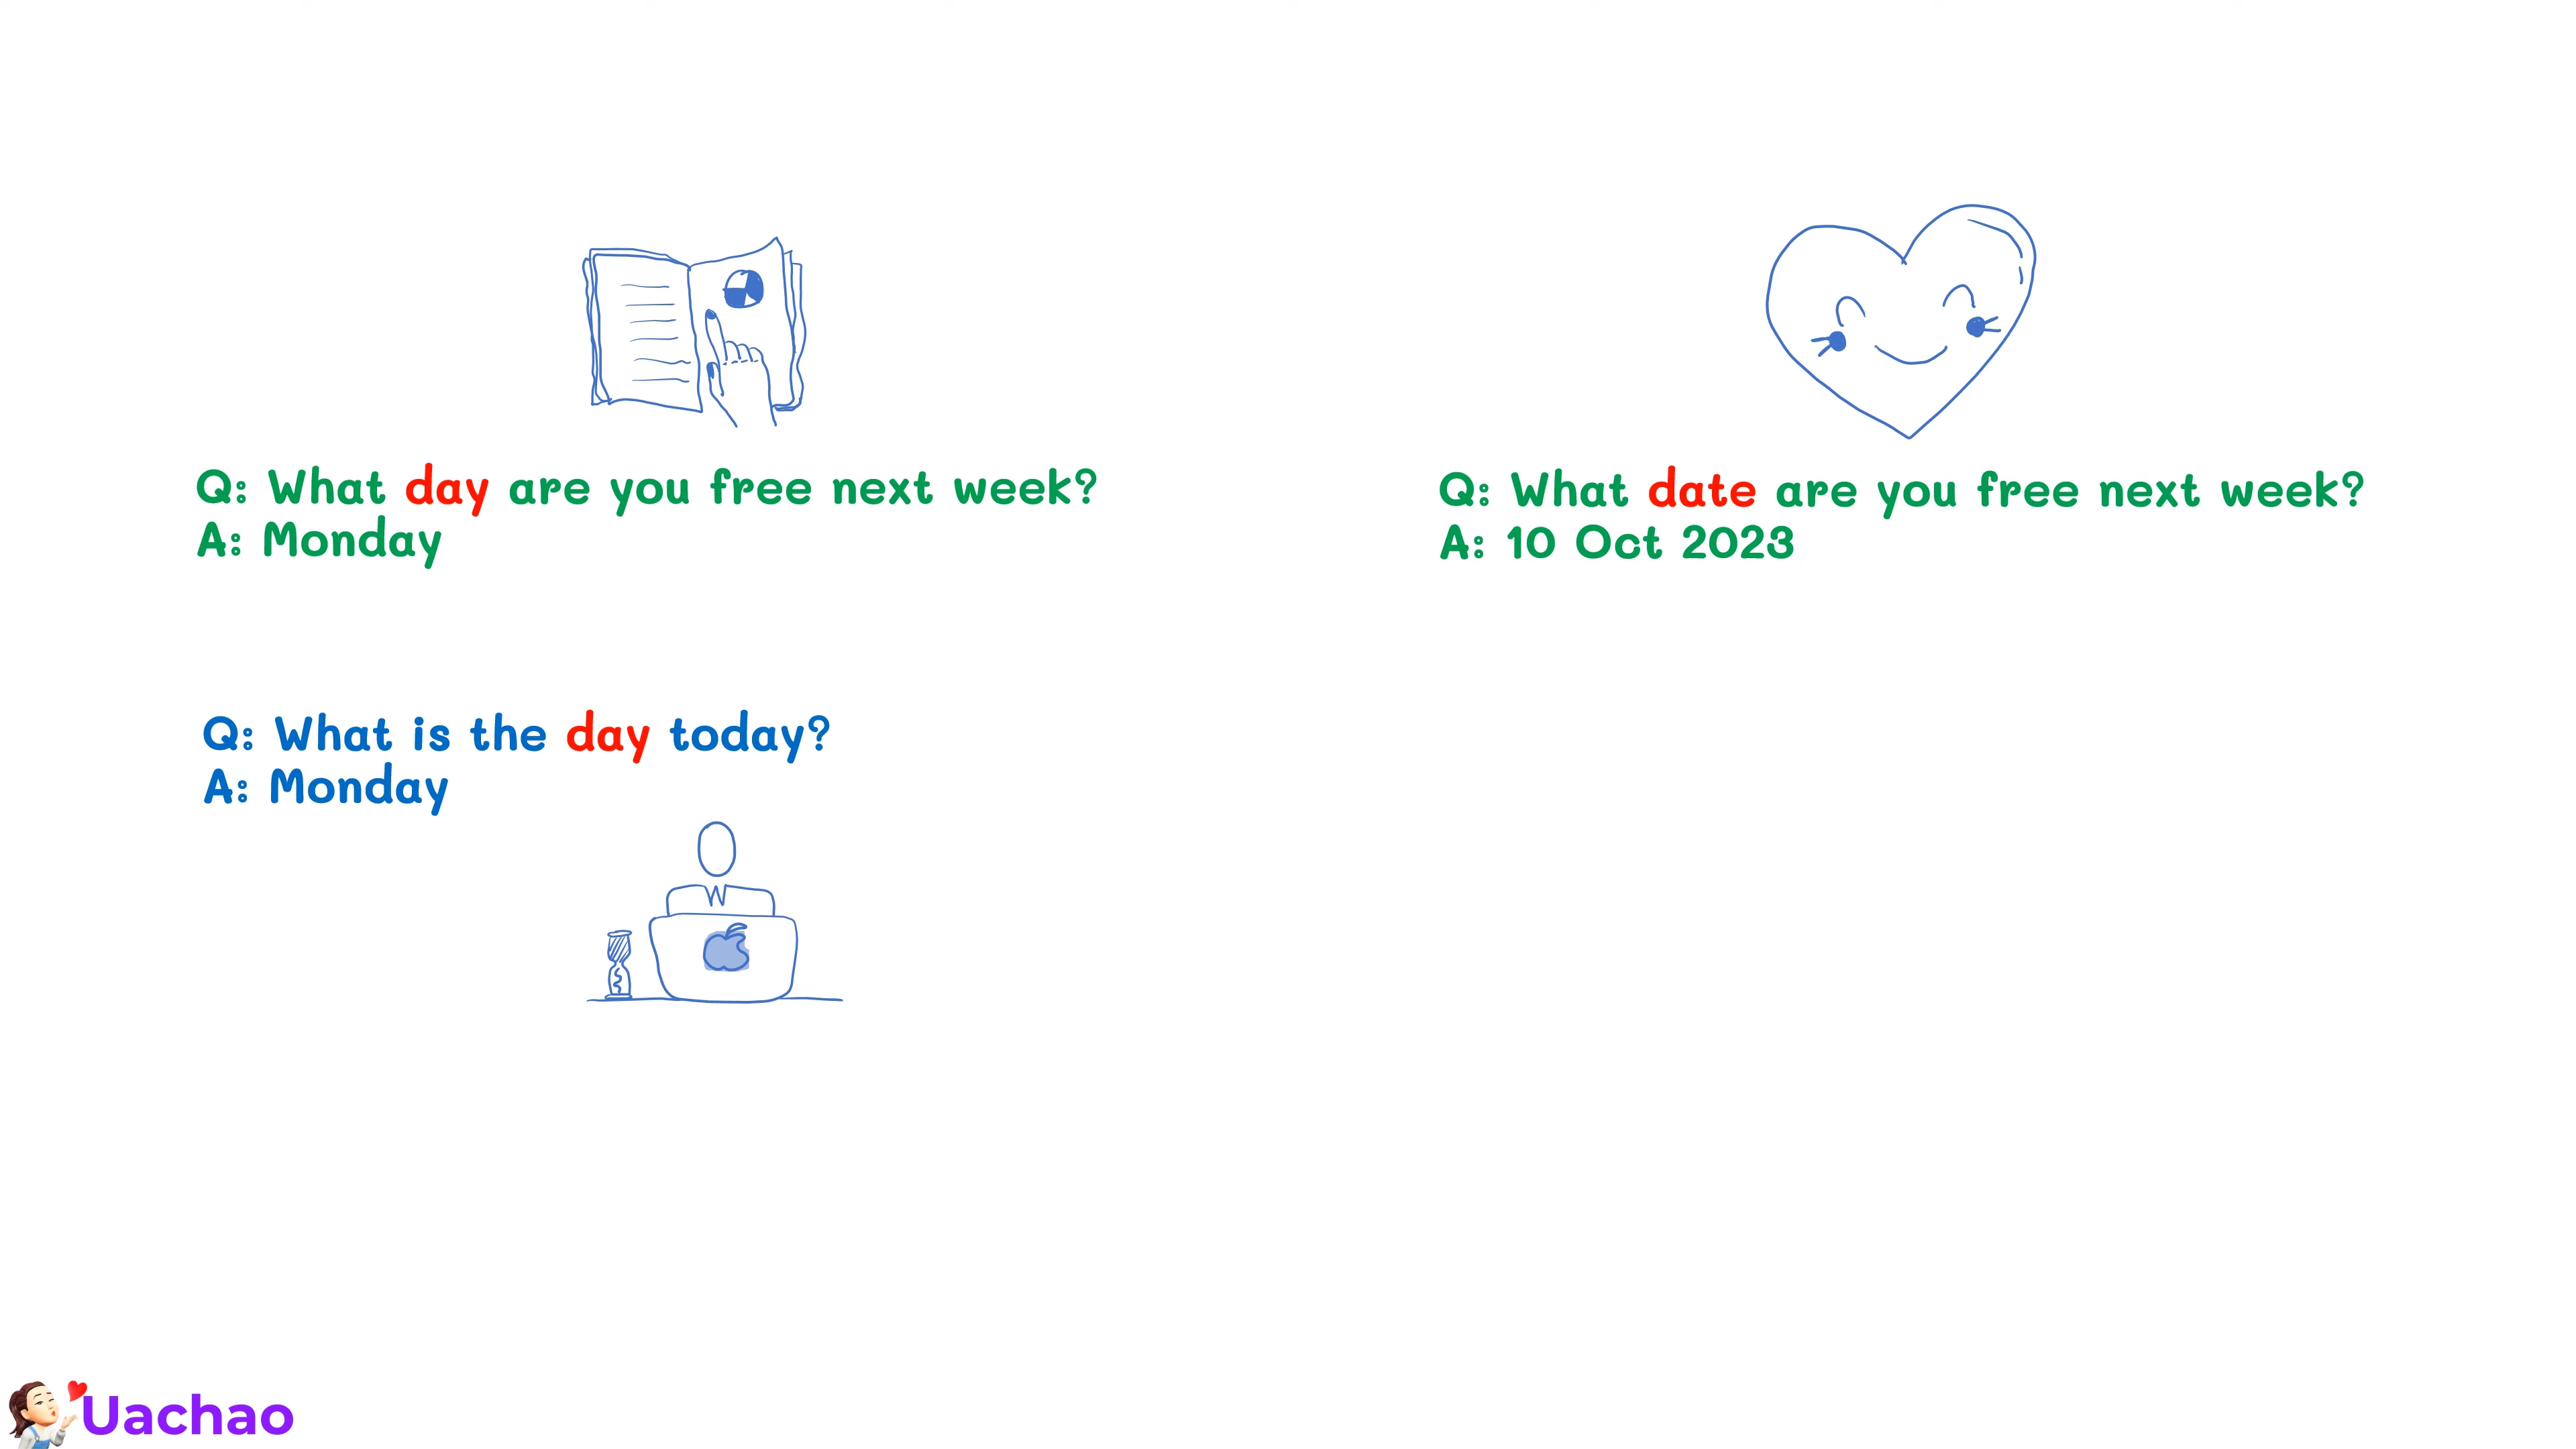 Q: What day are you free next week?
A: Monday
Q: What date are you free next week?
A: 10 Oct 2023
Q: What is the day today?
A: Monday
Uachao